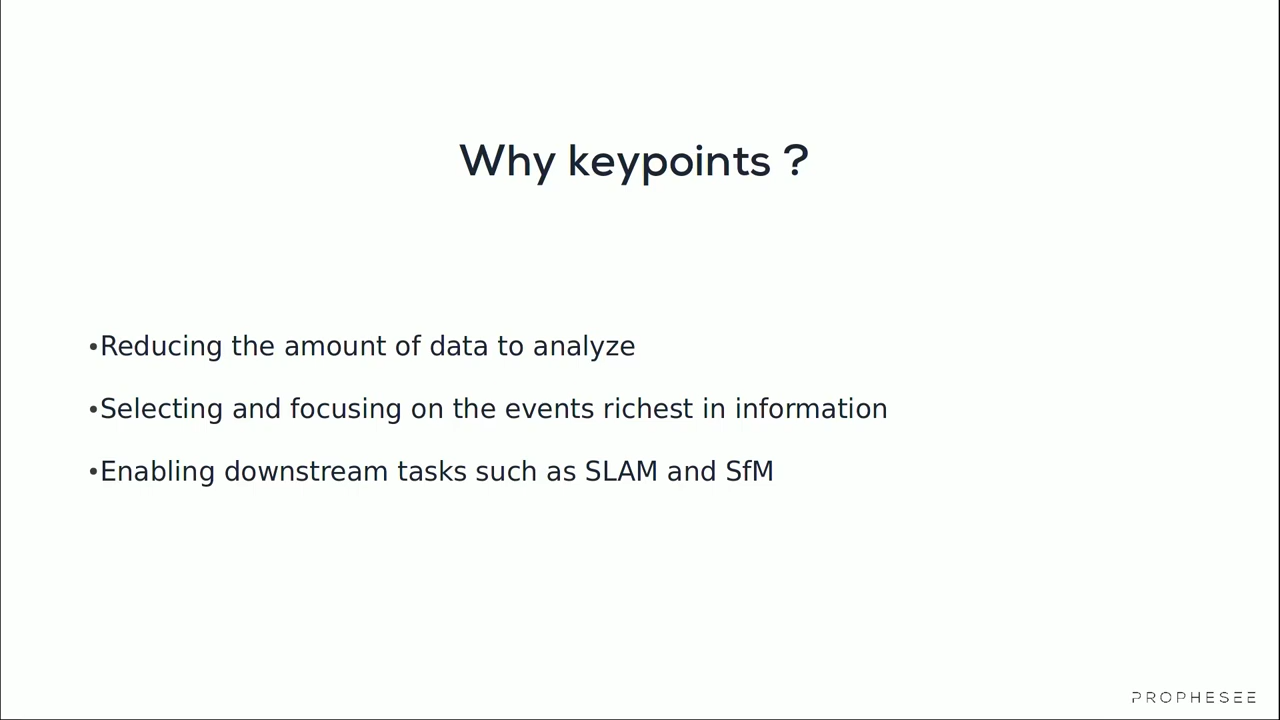 Why keypoints ?
•Reducing the amount of data to analyze
•Selecting and focusing on the events richest in information
•Enabling downstream tasks such as SLAM and SfM
PROPHESEE